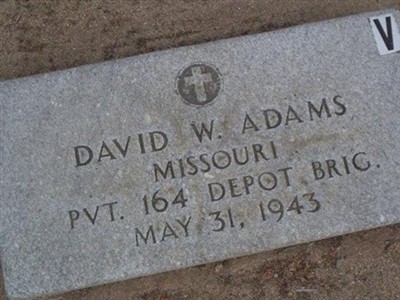 V
DAVID W. ADAMS
MISSOURI
PVT. 164 DEPOT BRIG.
MAY 31, 1943